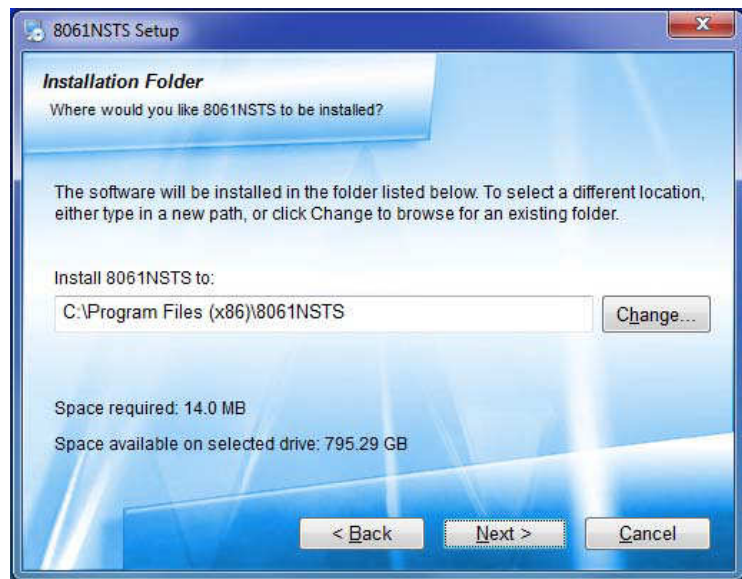 8061NSTS Setup
Installation Folder
Where would you like 8061NSTS to be installed?
The software will be installed in the folder listed below. To select a different location,
either type in a new path, or click Change to browse for an existing folder.
Install 8061NSTS to:
C:\Program Files (x86)\8061NSTS
Change...
Space required: 14.0 MB
Space available on selected drive: 795.29 GB
< Back
Next >
Cancel